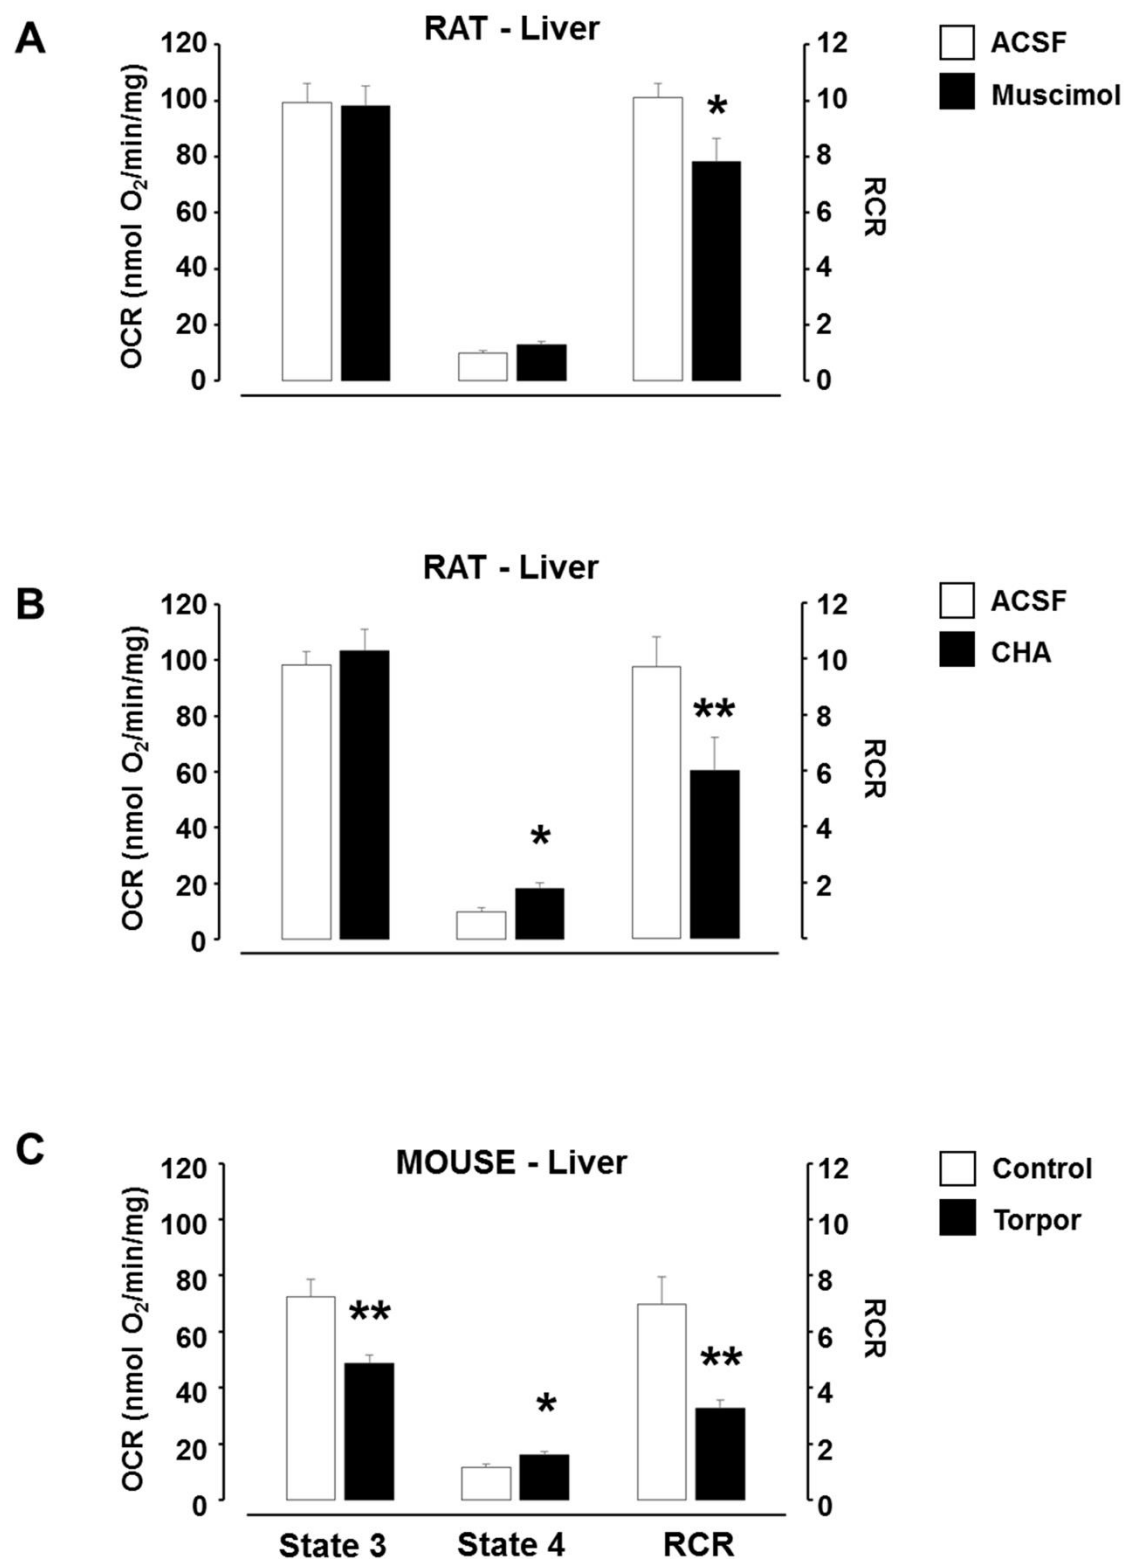 A
RAT - Liver
120
100
80
60
40
20
0
OCR (nmol O2/min/mg)
*
12
10
8
6
4
2
0
RCR
ACSF
Muscimol
B
RAT - Liver
120
100
80
60
40
20
0
OCR (nmol O2/min/mg)
*
**
12
10
8
6
4
2
RCR
ACSF
CHA
C
MOUSE - Liver
120
100
80
60
40
20
0
OCR (nmol O2/min/mg)
**
*
**
12
10
8
6
4
2
0
RCR
Control
Torpor
State 3
State 4
RCR